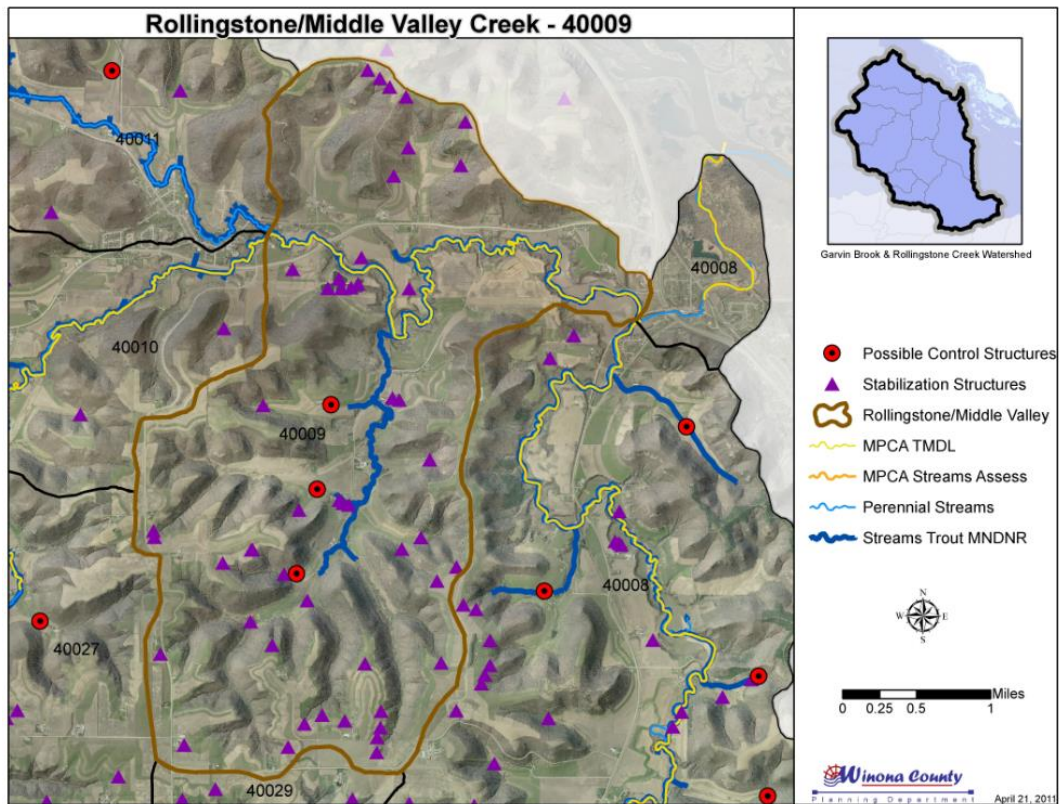 Rollingstone/Middle Valley Creek - 40009
40011
40008
40010
40009
40008
40027
40029
Garvin Brook & Rollingstone Creek Watershed
Possible Control Structures
Stabilization Structures
Rollingstone/Middle Valley
MPCA TMDL
MPCA Streams Assess
Perennial Streams
Streams Trout MNDNR
N
W E
S
Miles
0 0.25 0.5 1
Winona County
Planning Department
April 21, 2011